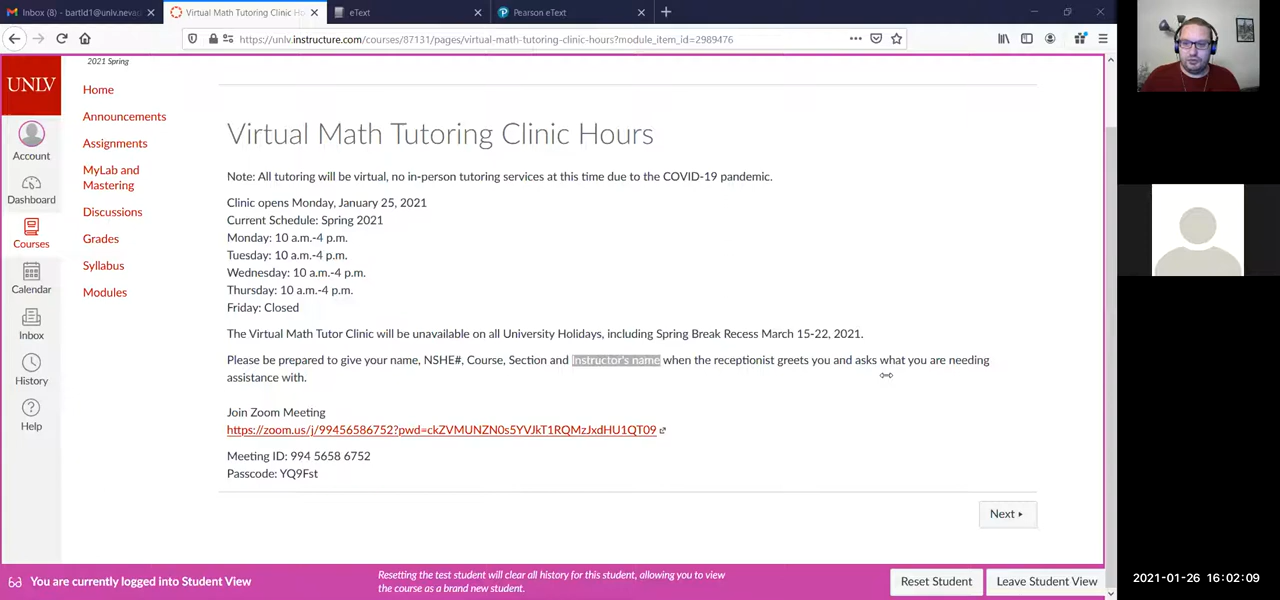 Inbox (8) - bartld1@unlv.nevad
Virtual Math Tutoring Clinic Ho
eText
Pearson eText
https://unlv.instructure.com/courses/87131/pages/virtual-math-tutoring-clinic-hours?module_item_id=2989476
UNLV
Account
Dashboard
Courses
Calendar
Inbox
History
Help
2021 Spring
Home
Announcements
Assignments
MyLab and
Mastering
Discussions
Grades
Syllabus
Modules
Virtual Math Tutoring Clinic Hours
Note: All tutoring will be virtual, no in-person tutoring services at this time due to the COVID-19 pandemic.
Clinic opens Monday, January 25, 2021
Current Schedule: Spring 2021
Monday: 10 a.m.-4 p.m.
Tuesday: 10 a.m.-4 p.m.
Wednesday: 10 a.m.-4 p.m.
Thursday: 10 a.m.-4 p.m.
Friday: Closed
The Virtual Math Tutor Clinic will be unavailable on all University Holidays, including Spring Break Recess March 15-22, 2021.
Please be prepared to give your name, NSHE#, Course, Section and Instructor's name when the receptionist greets you and asks what you are needing
assistance with.
Join Zoom Meeting
https://zoom.us/j/99456586752?pwd=ckZVMUNZN0s5YVJkT1RQMzJxdHU1QT09
Meeting ID: 994 5658 6752
Passcode: YQ9Fst
Next
You are currently logged into Student View
Resetting the test student will clear all history for this student, allowing you to view
the course as a brand new student.
Reset Student
Leave Student View
2021-01-26 16:02:09